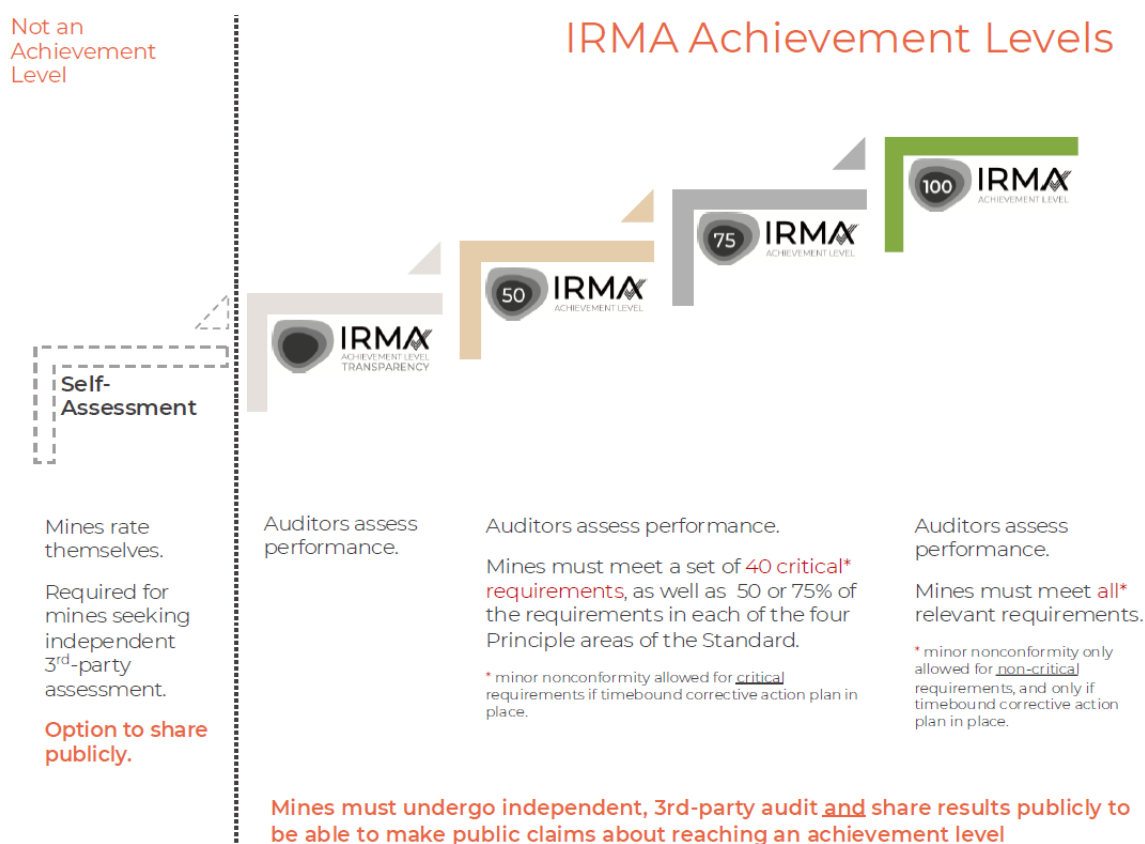 Not an
Achievement
Level
IRMA Achievement Levels
100
IRMA
ACHIEVEMENT LEVEL
75
IRMA
ACHIEVEMENT LEVEL
50
IRMA
ACHIEVEMENT LEVEL
IRMA
ACHIEVEMENT LEVEL
TRANSPARENCY
Self-
Assessment
Mines rate
themselves.
Required for
mines seeking
independent
3rd-party
assessment.
Option to share
publicly.
Auditors assess
performance.
Auditors assess performance.
Mines must meet a set of 40 critical*
requirements, as well as 50 or 75% of
the requirements in each of the four
Principle areas of the Standard.
* minor nonconformity allowed for critical
requirements if timebound corrective action plan in
place.
Auditors assess
performance.
Mines must meet all*
relevant requirements.
* minor nonconformity only
allowed for non-critical
requirements, and only if
timebound corrective action
plan in place.
Mines must undergo independent, 3rd-party audit and share results publicly to
be able to make public claims about reaching an achievement level